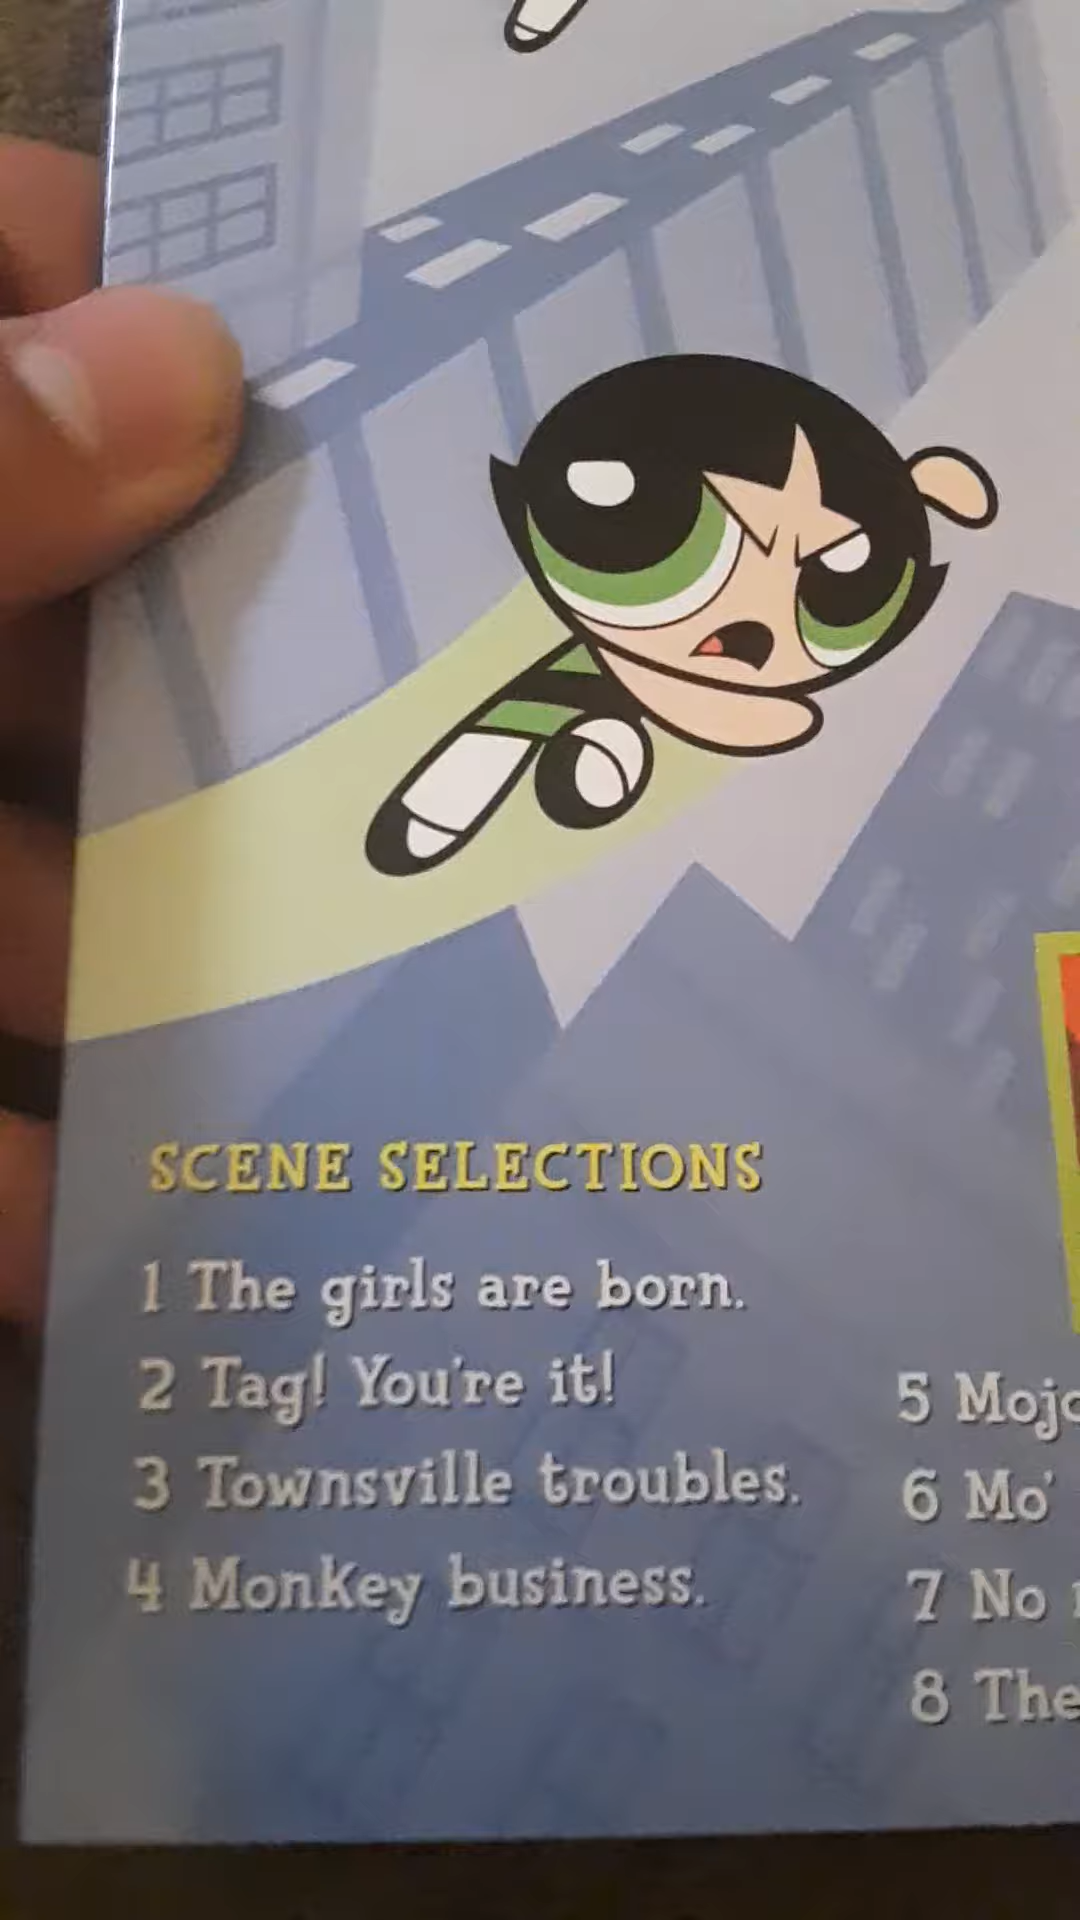 SCENE SELECTIONS
1 The girls are born.
2 Tag! You're it!
3 Townsville troubles.
4 Monkey business.
5
6 Mo'
7 No
8 The